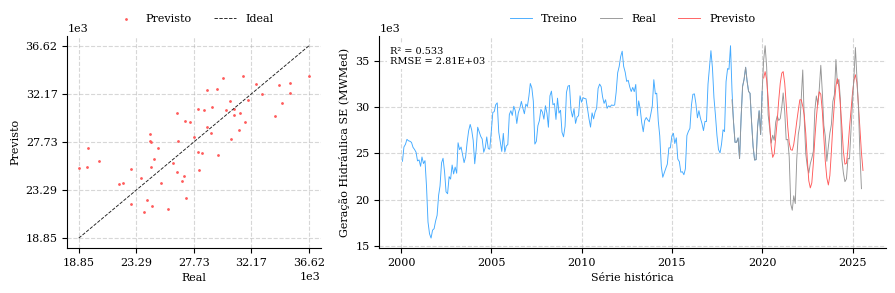 Previsto Ideal
1e3
36.62
32.17
27.73
23.29
18.85
Previsto
18.85 23.29 27.73 32.17 36.62
Real
1e3
Treino Real Previsto
1e3
R² = 0.533
RMSE = 2.81E+03
35
30
25
20
15
Geração Hidráulica SE (MWMed)
2000 2005 2010 2015 2020 2025
Série histórica